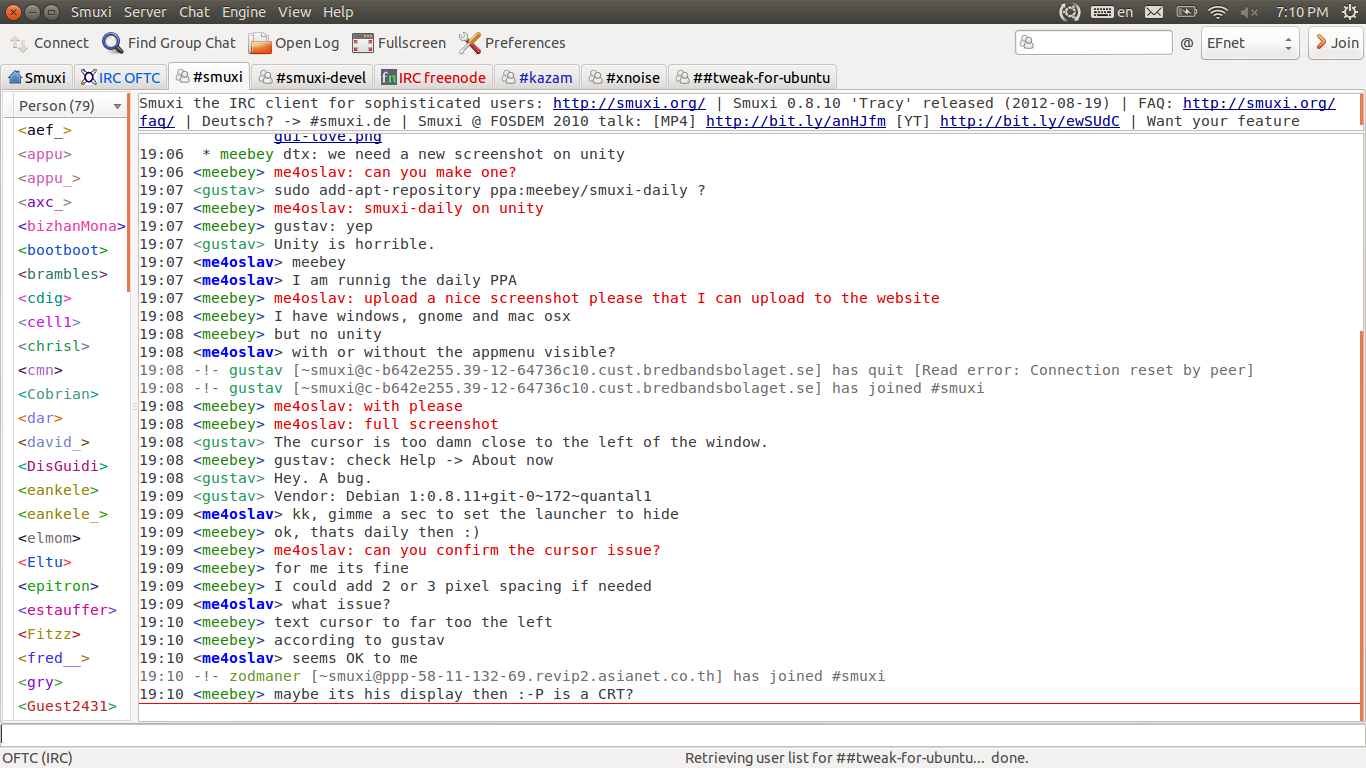 Smuxi Server Chat Engine View Help en 7:10 PM
Connect Find Group Chat Open Log Fullscreen Preferences @ EFnet Join
Smuxi IRC OFTC #smuxi #smuxi-devel fn IRC freenode #kazam #xnoise ##tweak-for-ubuntu
Person (79)
<aef_>
<appu>
<appu_>
<axc_>
<bizhanMona>
<bootboot>
<brambles>
<cdig>
<cell1>
<chrisl>
<cmn>
<Cobrian>
<dar>
<david_>
<DisGuidi>
<eankele>
<eankele_>
<elmom>
<Eltu>
<epitron>
<estauffer>
<Fitzz>
<fred__>
<gry>
<Guest2431>
Smuxi the IRC client for sophisticated users: http://smuxi.org/ | Smuxi 0.8.10 'Tracy' released (2012-08-19) | FAQ: http://smuxi.org/
faq/ | Deutsch? -> #smuxi.de | Smuxi @ FOSDEM 2010 talk: [MP4] http://bit.ly/anHJfm [YT] http://bit.ly/ewSUdC | Want your feature
gui-love.png
19:06 * meebey dtx: we need a new screenshot on unity
19:06 <meebey> me4oslav: can you make one?
19:07 <gustav> sudo add-apt-repository ppa:meebey/smuxi-daily ?
19:07 <meebey> me4oslav: smuxi-daily on unity
19:07 <meebey> gustav: yep
19:07 <gustav> Unity is horrible.
19:07 <me4oslav> meebey
19:07 <me4oslav> I am runnig the daily PPA
19:07 <meebey> me4oslav: upload a nice screenshot please that I can upload to the website
19:08 <meebey> I have windows, gnome and mac osx
19:08 <meebey> but no unity
19:08 <me4oslav> with or without the appmenu visible?
19:08 -!- gustav [~smuxi@c-b642e255.39-12-64736c10.cust.bredbandsbolaget.se] has quit [Read error: Connection reset by peer]
19:08 -!- gustav [~smuxi@c-b642e255.39-12-64736c10.cust.bredbandsbolaget.se] has joined #smuxi
19:08 <meebey> me4oslav: with please
19:08 <meebey> me4oslav: full screenshot
19:08 <gustav> The cursor is too damn close to the left of the window.
19:08 <meebey> gustav: check Help -> About now
19:08 <gustav> Hey. A bug.
19:09 <gustav> Vendor: Debian 1:0.8.11+git-0~172~quantal1
19:09 <me4oslav> kk, gimme a sec to set the launcher to hide
19:09 <meebey> ok, thats daily then :)
19:09 <meebey> me4oslav: can you confirm the cursor issue?
19:09 <meebey> for me its fine
19:09 <meebey> I could add 2 or 3 pixel spacing if needed
19:09 <me4oslav> what issue?
19:10 <meebey> text cursor to far too the left
19:10 <meebey> according to gustav
19:10 <me4oslav> seems OK to me
19:10 -!- zodmaner [~smuxi@ppp-58-11-132-69.revip2.asianet.co.th] has joined #smuxi
19:10 <meebey> maybe its his display then :-P is a CRT?
OFTC (IRC) Retrieving user list for ##tweak-for-ubuntu... done.